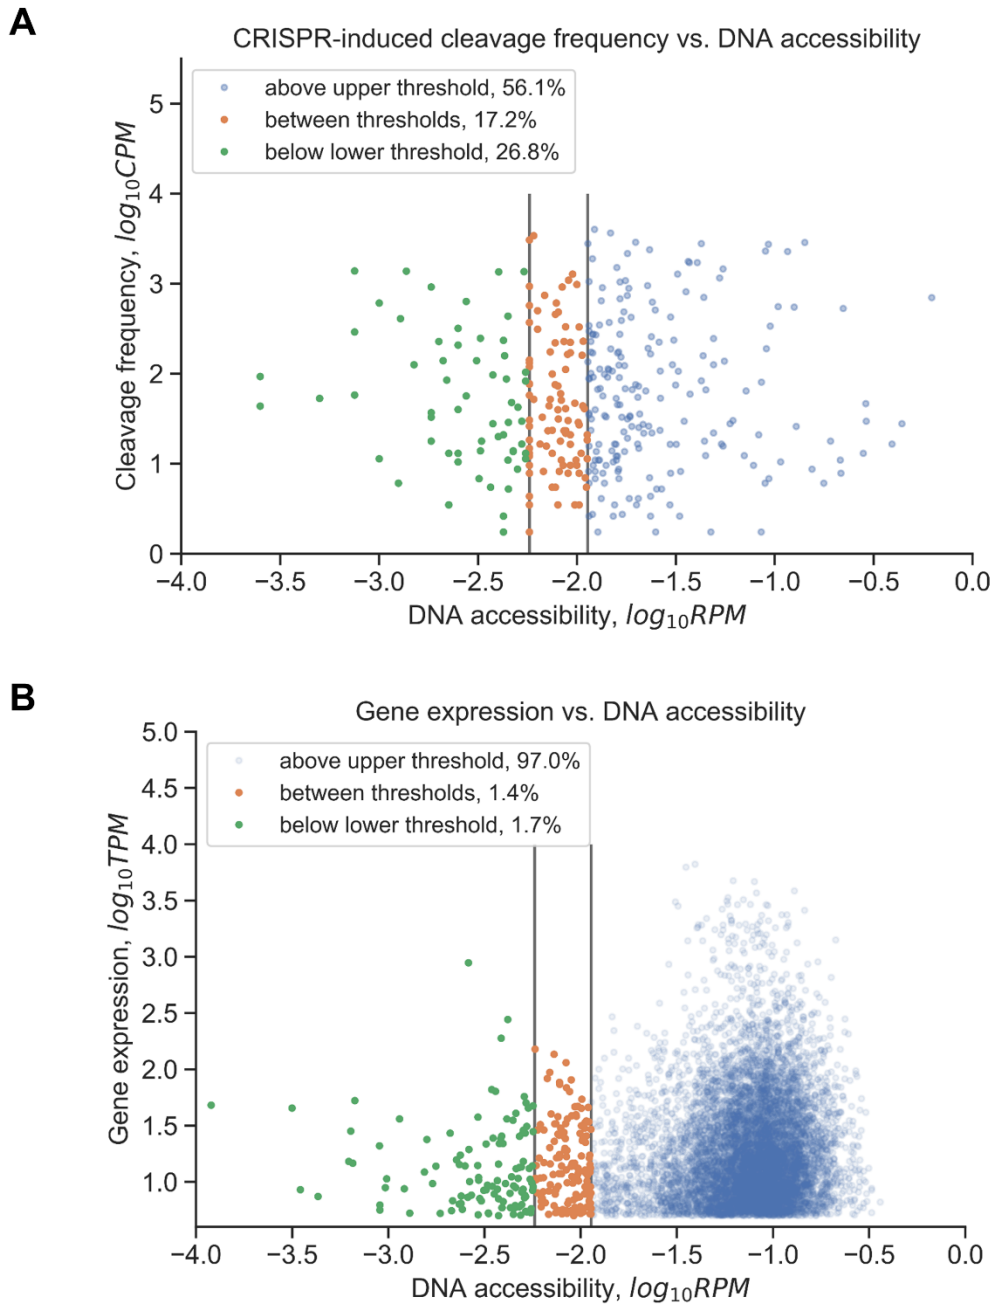 A
CRISPR-induced cleavage frequency vs. DNA accessibility
above upper threshold, 56.1%
between thresholds, 17.2%
below lower threshold, 26.8%
Cleavage frequency, log10CPM
5
4
3
2
1
0
−4.0 −3.5 −3.0 −2.5 −2.0 −1.5 −1.0 −0.5 0.0
DNA accessibility, log10RPM
B
Gene expression vs. DNA accessibility
above upper threshold, 97.0%
between thresholds, 1.4%
below lower threshold, 1.7%
Gene expression, log10TPM
5.0
4.5
4.0
3.5
3.0
2.5
2.0
1.5
1.0
−4.0 −3.5 −3.0 −2.5 −2.0 −1.5 −1.0 −0.5 0.0
DNA accessibility, log10RPM